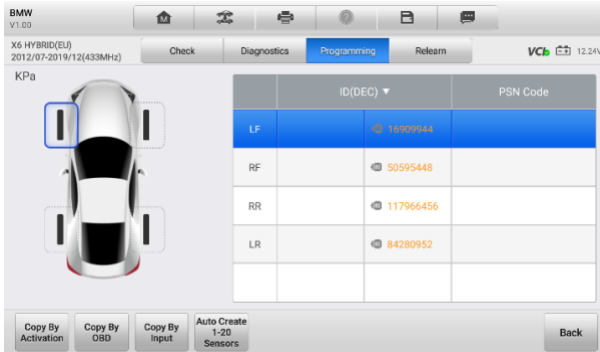 BMW
V1.00
X6 HYBRID(EU)
2012/07-2019/12(433MHz)
Check
Diagnostics
Programming
Relearn
VCI
12.24V
KPa
ID(DEC) ▼
PSN Code
LF
16909944
RF
50595448
RR
117966456
LR
84280952
Copy By
Activation
Copy By
OBD
Copy By
Input
Auto Create
1-20
Sensors
Back